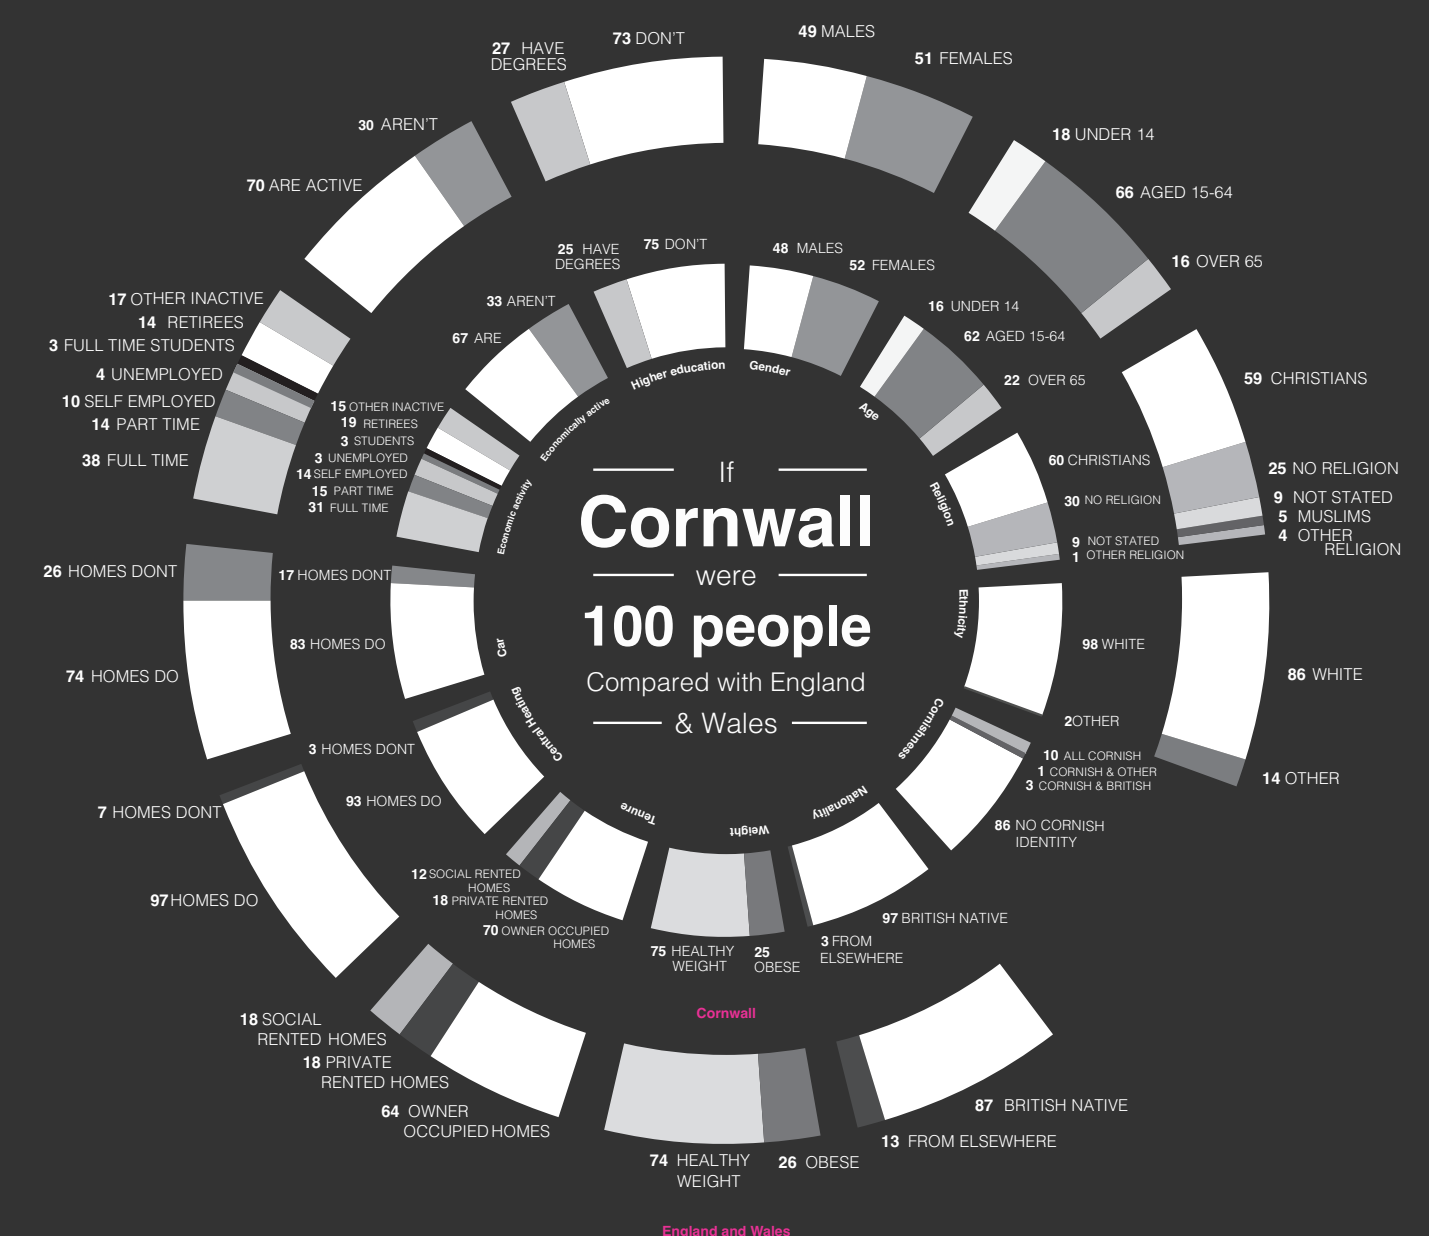 If
Cornwall
were
100 people
Compared with England
& Wales
49 MALES
51 FEMALES
18 UNDER 14
66 AGED 15-64
16 OVER 65
59 CHRISTIANS
25 NO RELIGION
9 NOT STATED
5 MUSLIMS
4 OTHER
RELIGION
86 WHITE
14 OTHER
87 BRITISH NATIVE
13 FROM ELSEWHERE
26 OBESE
74 HEALTHY
WEIGHT
64 OWNER
OCCUPIED HOMES
18 PRIVATE
RENTED HOMES
18 SOCIAL
RENTED HOMES
97 HOMES DO
7 HOMES DONT
74 HOMES DO
26 HOMES DONT
38 FULL TIME
14 PART TIME
10 SELF EMPLOYED
4 UNEMPLOYED
3 FULL TIME STUDENTS
14 RETIREES
17 OTHER INACTIVE
70 ARE ACTIVE
30 AREN'T
27 HAVE
DEGREES
73 DON'T
48 MALES
52 FEMALES
16 UNDER 14
62 AGED 15-64
22 OVER 65
60 CHRISTIANS
30 NO RELIGION
9 NOT STATED
1 OTHER RELIGION
98 WHITE
2OTHER
10 ALL CORNISH
1 CORNISH & OTHER
3 CORNISH & BRITISH
86 NO CORNISH
IDENTITY
97 BRITISH NATIVE
3 FROM
ELSEWHERE
25
OBESE
75 HEALTHY
WEIGHT
70 OWNER OCCUPIED
HOMES
18 PRIVATE RENTED
HOMES
12 SOCIAL RENTED
HOMES
93 HOMES DO
3 HOMES DONT
83 HOMES DO
17 HOMES DONT
31 FULL TIME
15 PART TIME
14 SELF EMPLOYED
3 UNEMPLOYED
3 STUDENTS
19 RETIREES
15 OTHER INACTIVE
67 ARE
33 AREN'T
25 HAVE
DEGREES
75 DON'T
Gender
Age
Religion
Ethnicity
Cornishness
Nationality
Weight
Tenure
Central Heating
Car
Economic activity
Economically active
Higher education
Cornwall
England and Wales